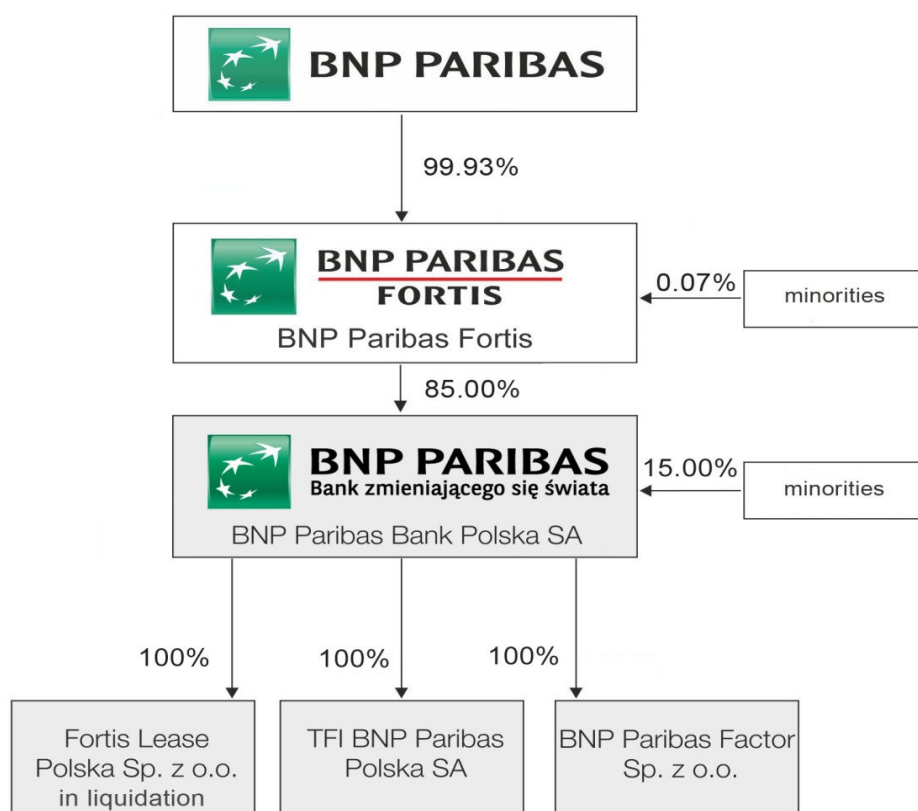 BNP PARIBAS
99.93%
BNP PARIBAS
FORTIS
BNP Paribas Fortis
0.07%
minorities
85.00%
BNP PARIBAS
Bank zmieniającego się świata
BNP Paribas Bank Polska SA
15.00%
minorities
100%
100%
100%
Fortis Lease
Polska Sp. z o.o.
in liquidation
TFI BNP Paribas
Polska SA
BNP Paribas Factor
Sp. z o.o.